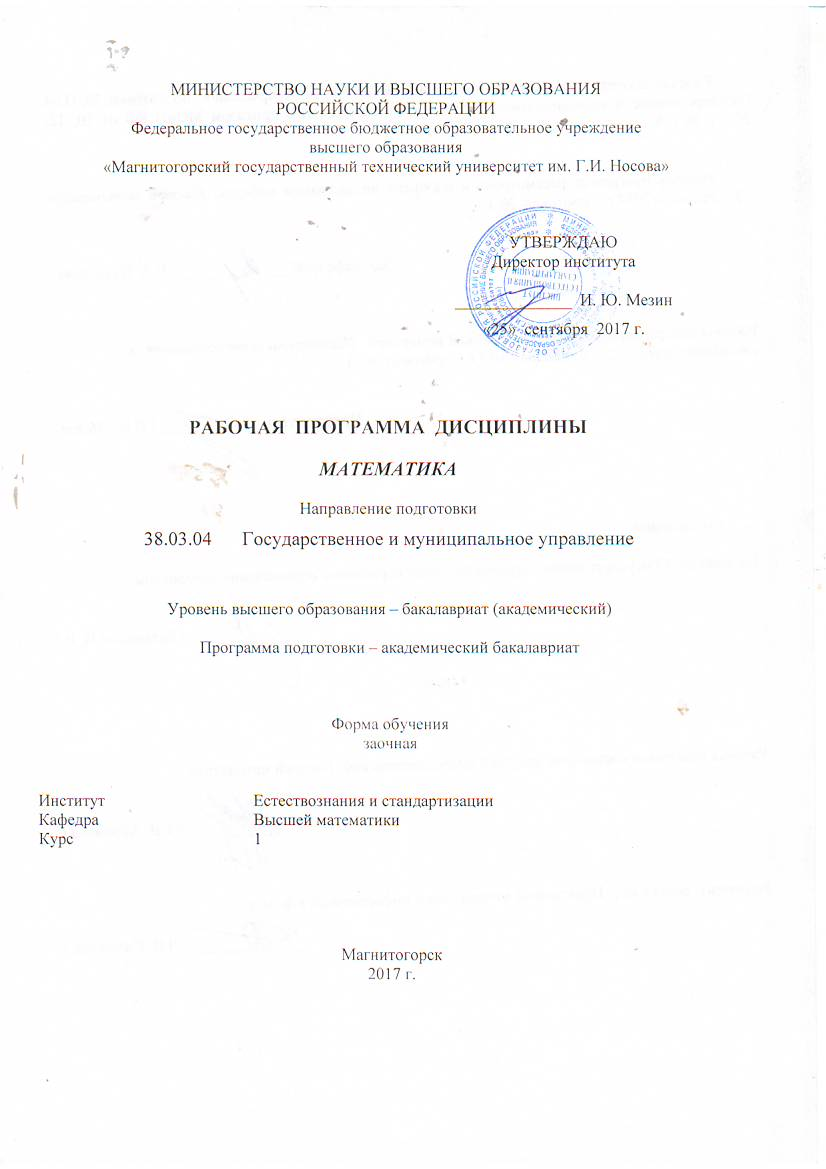 МИНИСТЕРСТВО НАУКИ И ВЫСШЕГО ОБРАЗОВАНИЯ
РОССИЙСКОЙ ФЕДЕРАЦИИ
Федеральное государственное бюджетное образовательное учреждение
высшего образования
«Магнитогорский государственный технический университет им. Г.И. Носова»
УТВЕРЖДАЮ
Директор института
И. Ю. Мезин
«25» сентября 2017 г.
РАБОЧАЯ ПРОГРАММА ДИСЦИПЛИНЫ
МАТЕМАТИКА
Направление подготовки
38.03.04 Государственное и муниципальное управление
Уровень высшего образования – бакалавриат (академический)
Программа подготовки – академический бакалавриат
Форма обучения
заочная
Институт Естествознания и стандартизации
Кафедра Высшей математики
Курс 1
Магнитогорск
2017 г.